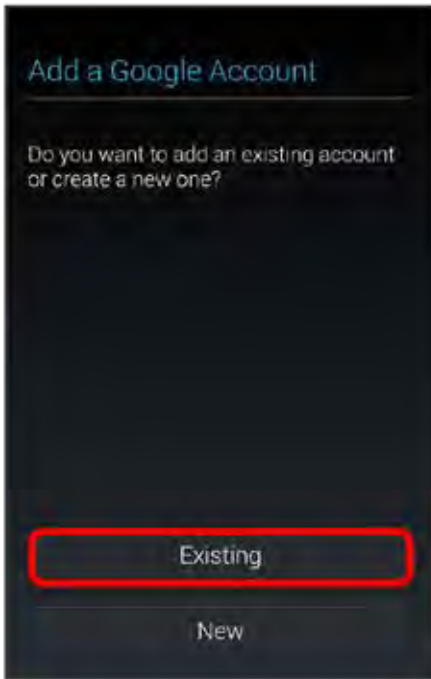 Add a Google Account
Do you want to add an existing account
or create a new one?
Existing
New